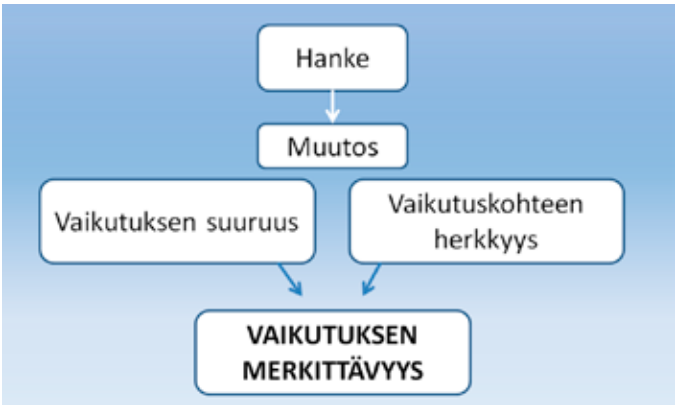 Hanke
Muutos
Vaikutuksen suuruus
Vaikutuskohteen
herkkyys
VAIKUTUKSEN
MERKITTÄVYYS